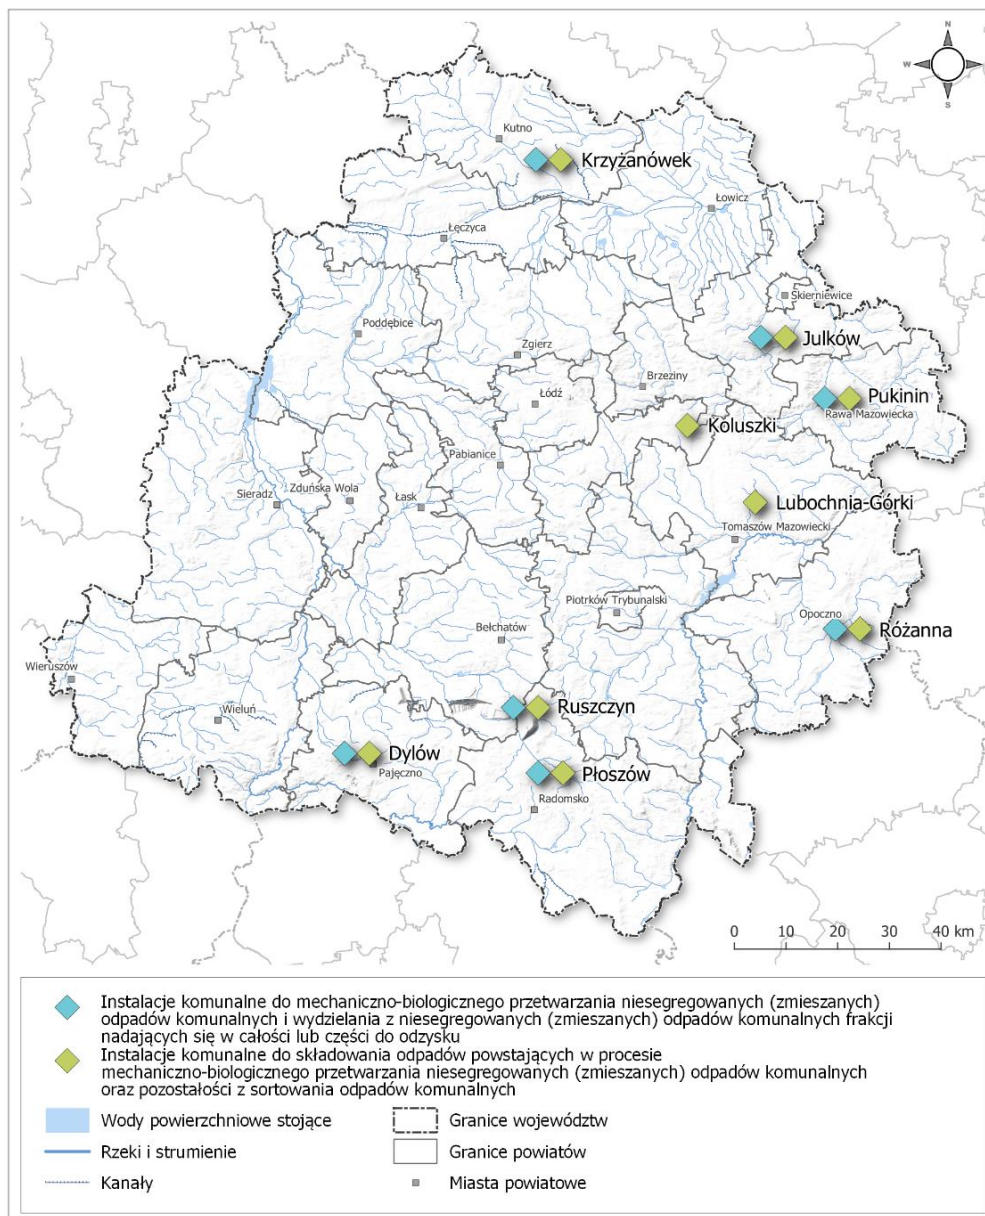 N
W
E
S
Kutno
Krzyżanówek
Łowicz
Łęczyca
Skierniewice
Poddębice
Julków
Zgierz
Brzeziny
Pukinin
Łódź
Rawa Mazowiecka
Koluszki
Pabianice
Zduńska Wola
Sieradz
Łask
Lubochnia-Górki
Tomaszów Mazowiecki
Piotrków Trybunalski
Opoczno
Różanna
Bełchatów
Wieruszów
Ruszczyn
Wieluń
Dylów
Pajęczno
Płoszów
Radomsko
0 10 20 30 40 km
Instalacje komunalne do mechaniczno-biologicznego przetwarzania niesegregowanych (zmieszanych)
odpadów komunalnych i wydzielania z niesegregowanych (zmieszanych) odpadów komunalnych frakcji
nadających się w całości lub części do odzysku
Instalacje komunalne do składowania odpadów powstających w procesie
mechaniczno-biologicznego przetwarzania niesegregowanych (zmieszanych) odpadów komunalnych
oraz pozostałości z sortowania odpadów komunalnych
Wody powierzchniowe stojące
Granice województw
Rzeki i strumienie
Granice powiatów
Kanały
Miasta powiatowe